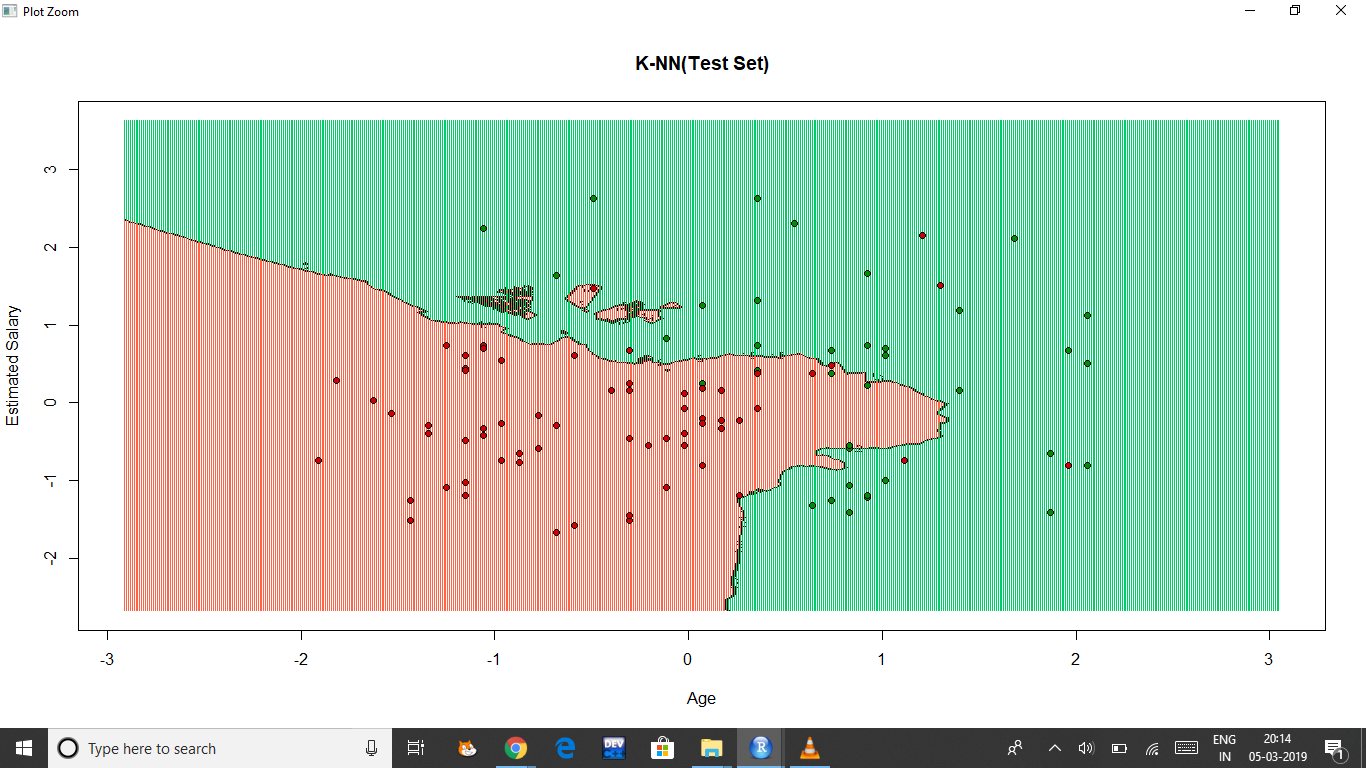 Plot Zoom
K-NN(Test Set)
Estimated Salary
3
2
1
0
-1
-2
-3
-2
-1
0
1
2
3
Age
Type here to search
DEV
R
ENG
IN
20:14
05-03-2019
1